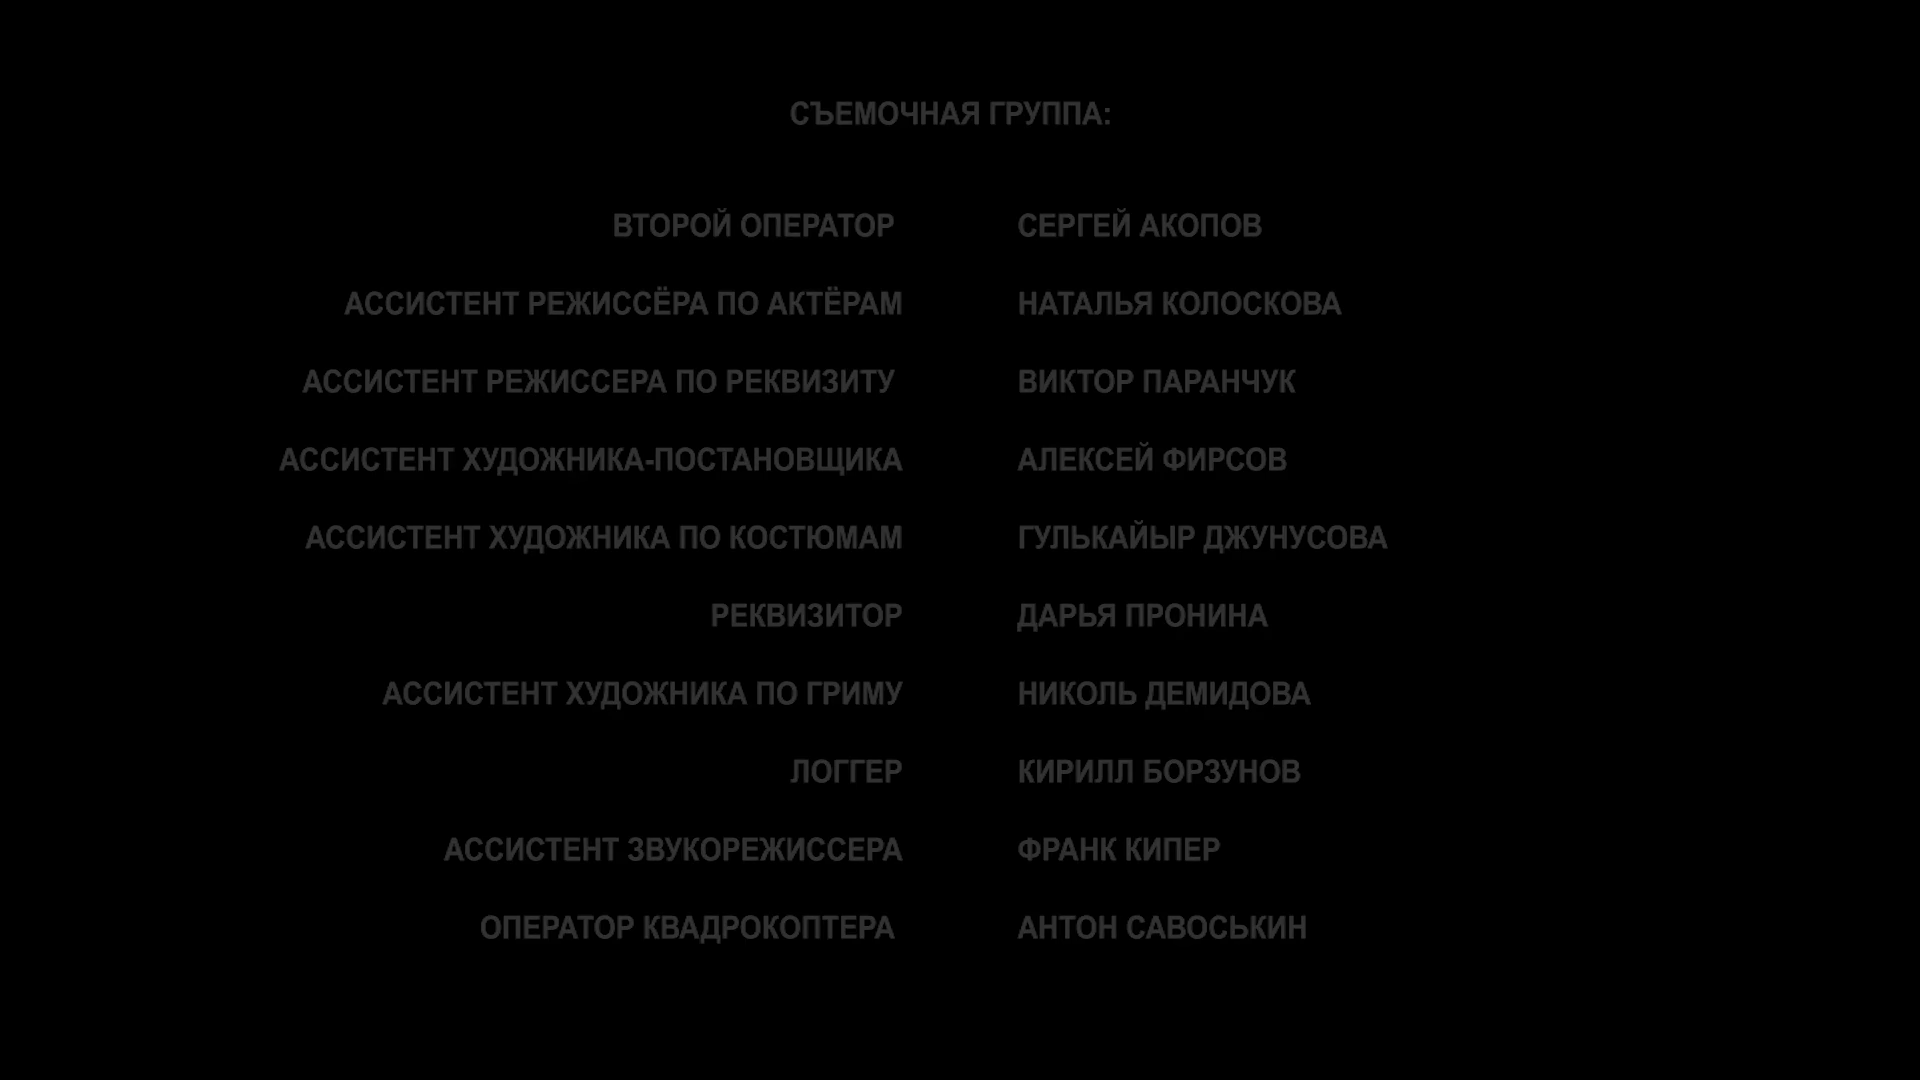 СЪЕМОЧНАЯ ГРУППА:
ВТОРОЙ ОПЕРАТОР СЕРГЕЙ АКОПОВ
АССИСТЕНТ РЕЖИССЁРА ПО АКТЁРАМ НАТАЛЬЯ КОЛОСКОВА
АССИСТЕНТ РЕЖИССЕРА ПО РЕКВИЗИТУ ВИКТОР ПАРАНЧУК
АССИСТЕНТ ХУДОЖНИКА-ПОСТАНОВЩИКА АЛЕКСЕЙ ФИРСОВ
АССИСТЕНТ ХУДОЖНИКА ПО КОСТЮМАМ ГУЛЬКАЙЫР ДЖУНУСОВА
РЕКВИЗИТОР ДАРЬЯ ПРОНИНА
АССИСТЕНТ ХУДОЖНИКА ПО ГРИМУ НИКОЛЬ ДЕМИДОВА
ЛОГГЕР КИРИЛЛ БОРЗУНОВ
АССИСТЕНТ ЗВУКОРЕЖИССЕРА ФРАНК КИПЕР
ОПЕРАТОР КВАДРОКОПТЕРА АНТОН САВОСЬКИН